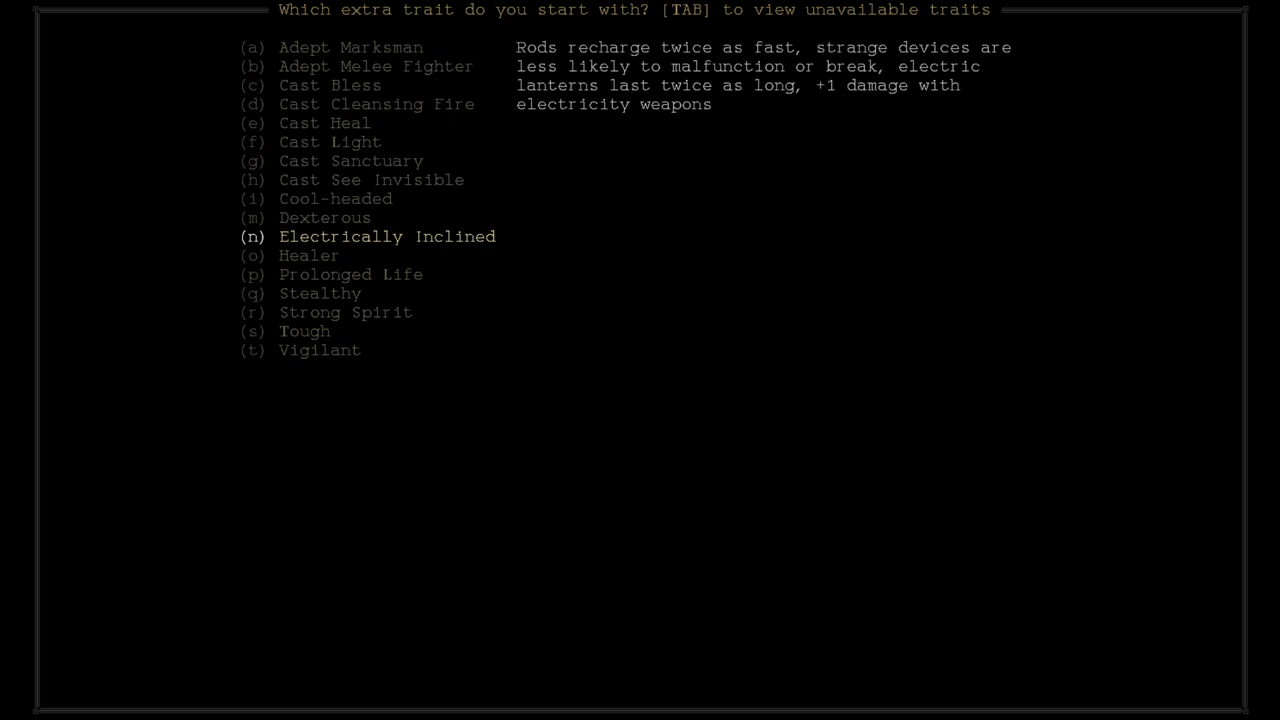 Which extra trait do you start with? [TAB] to view unavailable traits
(a) Adept Marksman
(b) Adept Melee Fighter
(c) Cast Bless
(d) Cast Cleansing Fire
(e) Cast Heal
(f) Cast Light
(g) Cast Sanctuary
(h) Cast See Invisible
(i) Cool-headed
(m) Dexterous
(n) Electrically Inclined
(o) Healer
(p) Prolonged Life
(q) Stealthy
(r) Strong Spirit
(s) Tough
(t) Vigilant
Rods recharge twice as fast, strange devices are
less likely to malfunction or break, electric
lanterns last twice as long, +1 damage with
electricity weapons